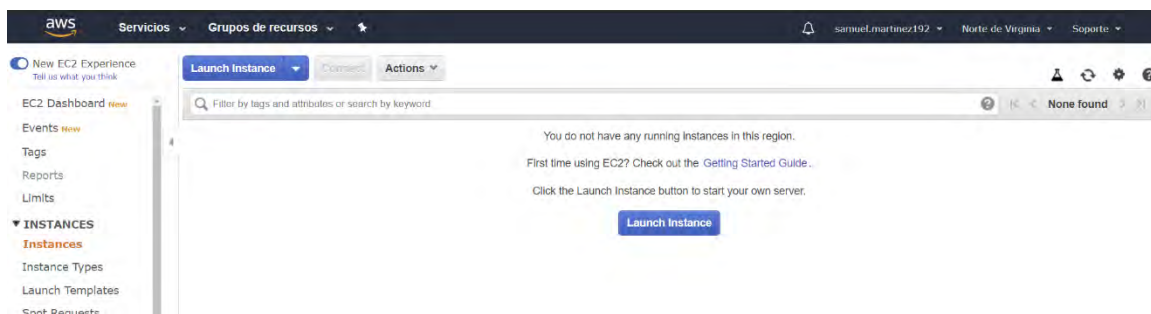 aws Servicios Grupos de recursos samuel.martinez192 Norte de Virginia Soporte
New EC2 Experience
Tell us what you think
Launch Instance Connect Actions
EC2 Dashboard New
Filter by tags and attributes or search by keyword None found
Events New
You do not have any running instances in this region.
Tags
First time using EC2? Check out the Getting Started Guide.
Reports
Click the Launch Instance button to start your own server.
Limits
Launch Instance
INSTANCES
Instances
Instance Types
Launch Templates
Spot Requests